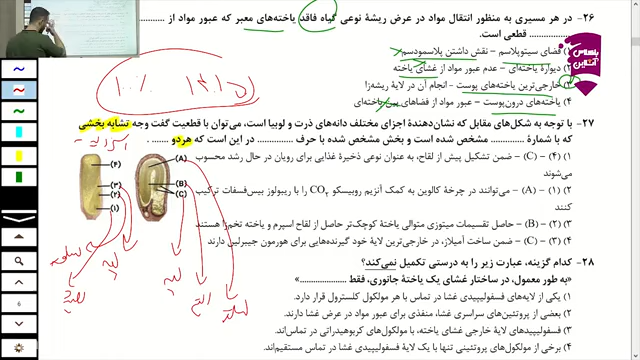 ۲۶- در هر مسیری به منظور انتقال مواد در عرض ریشهٔ نوعی گیاه فاقد یاخته‌های معبر که عبور مواد از ..........
.......... قطعی است.
۱) فضای سیتوپلاسم – نقش داشتن پلاسمودسم
۲) دیوارهٔ یاخته‌ای – عدم عبور مواد از غشای یاخته
۳) خارجی‌ترین یاخته‌های پوست – انجام آن در لایهٔ ریشه‌زا
۴) یاخته‌های درون‌پوست – عبور مواد از فضاهای بین یاخته‌ای
۲۷- با توجه به شکل‌های مقابل که نشان‌دهندهٔ اجزای مختلف دانه‌های ذرت و لوبیا است، می‌توان با قطعیت گفت وجه تشابه بخشی
که با شمارهٔ .......... مشخص شده است و بخش مشخص شده با حرف .......... در این است که هردو .......... .
۱) (۴) – (C) – ضمن تشکیل پیش از لقاح، به عنوان نوعی ذخیرهٔ غذایی برای رویان در حال رشد محسوب
می‌شوند
۲) (۱) – (A) – می‌توانند در چرخهٔ کالوین به کمک آنزیم روبیسکو CO۲ را با ریبولوز بیس‌فسفات ترکیب
کنند
۳) (۲) – (B) – حاصل تقسیمات میتوزی متوالی یاختهٔ کوچک‌تر حاصل از لقاح اسپرم و یاخته تخم‌زا هستند
۴) (۳) – (C) – ضمن ساخت آمیلاز، در خارجی‌ترین لایهٔ خود گیرنده‌هایی برای هورمون جیبرلین دارند
(۴)
(۳)
(۲)
(۱)
(A)
(B)
(C)
۲۸- کدام گزینه، عبارت زیر را به درستی تکمیل نمی‌کند؟
«به طور معمول، در ساختار غشای یک یاختهٔ جانوری، فقط ..........»
۱) یکی از لایه‌های فسفولیپیدی غشا در تماس با هر مولکول کلسترول قرار دارد.
۲) بعضی از پروتئین‌های سراسری غشا، منفذی برای عبور مواد در عرض غشا دارند.
۳) فسفولیپیدهای لایهٔ خارجی غشای یاخته، با مولکول‌های کربوهیدراتی در تماس‌اند.
۴) برخی از مولکول‌های پروتئینی تنها با یک لایهٔ فسفولیپیدی غشا در تماس مستقیم‌اند.